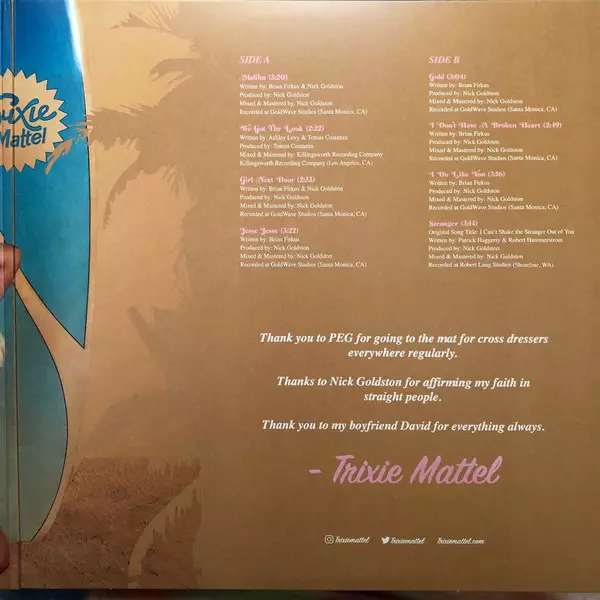 Trixie
Mattel
SIDE A
Malibu (3:20)
Written by: Brian Firkus & Nick Goldston
Produced by: Nick Goldston
Mixed & Mastered by: Nick Goldston
Recorded at GoldWave Studios (Santa Monica, CA)
We Got The Look (2:22)
Written by: Ashley Levy & Tomas Costanza
Produced by: Tomas Costanza
Mixed & Mastered by: Killingsworth Recording Company
Killingsworth Recording Company (Los Angeles, CA)
Girl Next Door (2:33)
Written by: Brian Firkus & Nick Goldston
Produced by: Nick Goldston
Mixed & Mastered by: Nick Goldston
Recorded at GoldWave Studios (Santa Monica, CA)
Jesse Jesse (3:22)
Written by: Brian Firkus
Produced by: Nick Goldston
Mixed & Mastered by: Nick Goldston
Recorded at GoldWave Studios (Santa Monica, CA)
SIDE B
Gold (3:04)
Written by: Brian Firkus
Produced by: Nick Goldston
Mixed & Mastered by: Nick Goldston
Recorded at GoldWave Studios (Santa Monica, CA)
I Don't Have A Broken Heart (2:49)
Written by: Brian Firkus
Produced by: Nick Goldston
Mixed & Mastered by: Nick Goldston
Recorded at GoldWave Studios (Santa Monica, CA)
I Do Like You (3:16)
Written by: Brian Firkus
Produced by: Nick Goldston
Mixed & Mastered by: Nick Goldston
Recorded at GoldWave Studios (Santa Monica, CA)
Stranger (3:14)
Original Song Title: I Can't Shake the Stranger Out of You
Written by: Patrick Haggerty & Robert Hammerstrom
Mixed & Mastered by: Nick Goldston
Recorded at Robert Lang Studios (Shoreline, WA)
Thank you to PEG for going to the mat for cross dressers
everywhere regularly.
Thanks to Nick Goldston for affirming my faith in
straight people.
Thank you to my boyfriend David for everything always.
- Trixie Mattel
Trixiemattel Trixiemattel Trixiemattel.com